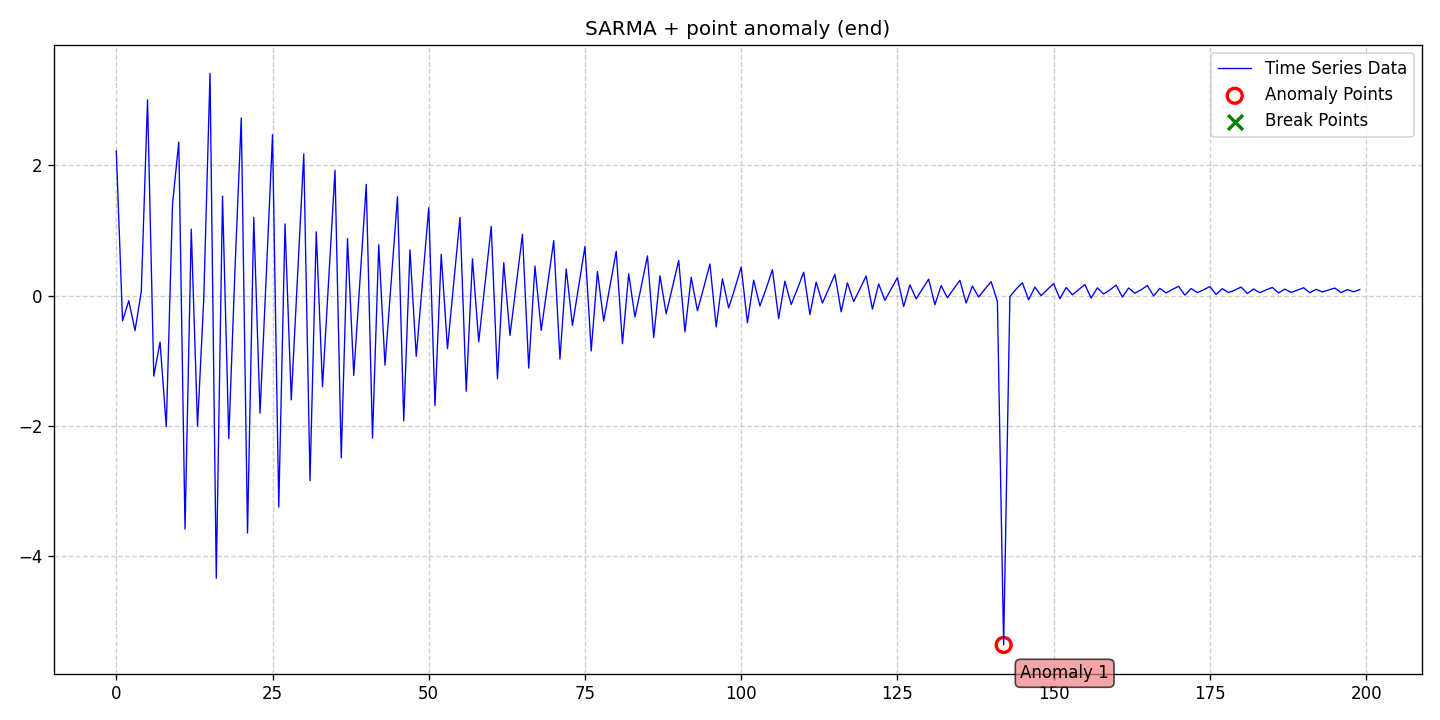 SARMA + point anomaly (end)
Time Series Data
Anomaly Points
Break Points
2
0
−2
−4
Anomaly 1
0 25 50 75 100 125 150 175 200